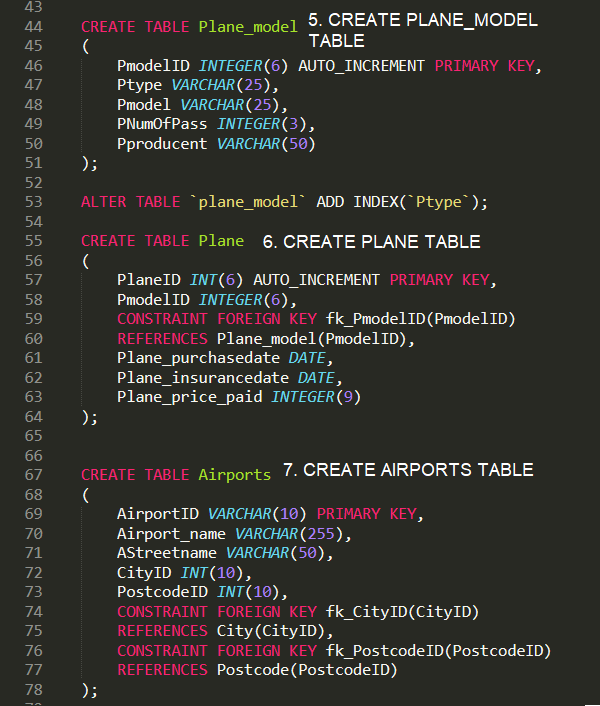 43
44 CREATE TABLE Plane_model 5. CREATE PLANE_MODEL
45 ( TABLE
46 PmodelID INTEGER(6) AUTO_INCREMENT PRIMARY KEY,
47 Ptype VARCHAR(25),
48 Pmodel VARCHAR(25),
49 PNumOfPass INTEGER(3),
50 Pproducent VARCHAR(50)
51 );
52
53 ALTER TABLE `plane_model` ADD INDEX(`Ptype`);
54
55 CREATE TABLE Plane 6. CREATE PLANE TABLE
56 (
57 PlaneID INT(6) AUTO_INCREMENT PRIMARY KEY,
58 PmodelID INTEGER(6),
59 CONSTRAINT FOREIGN KEY fk_PmodelID(PmodelID)
60 REFERENCES Plane_model(PmodelID),
61 Plane_purchasedate DATE,
62 Plane_insurancedate DATE,
63 Plane_price_paid INTEGER(9)
64 );
65
66
67 CREATE TABLE Airports 7. CREATE AIRPORTS TABLE
68 (
69 AirportID VARCHAR(10) PRIMARY KEY,
70 Airport_name VARCHAR(255),
71 AStreetname VARCHAR(50),
72 CityID INT(10),
73 PostcodeID INT(10),
74 CONSTRAINT FOREIGN KEY fk_CityID(CityID)
75 REFERENCES City(CityID),
76 CONSTRAINT FOREIGN KEY fk_PostcodeID(PostcodeID)
77 REFERENCES Postcode(PostcodeID)
78 );